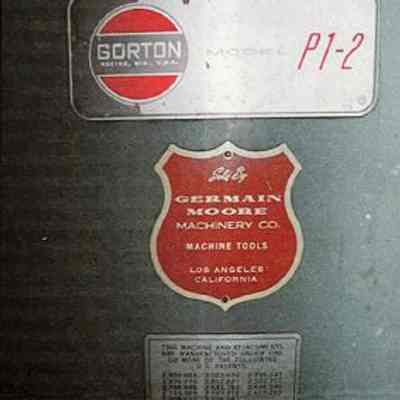 GORTON
RACINE, WIS., U.S.A.
MODEL P1-2
Sold By
GERMAIN
MOORE
MACHINERY CO.
MACHINE TOOLS
LOS ANGELES
CALIFORNIA
THIS MACHINE AND ATTACHMENTS
ARE MANUFACTURED UNDER ONE
OR MORE OF THE FOLLOWING
U.S. PATENTS